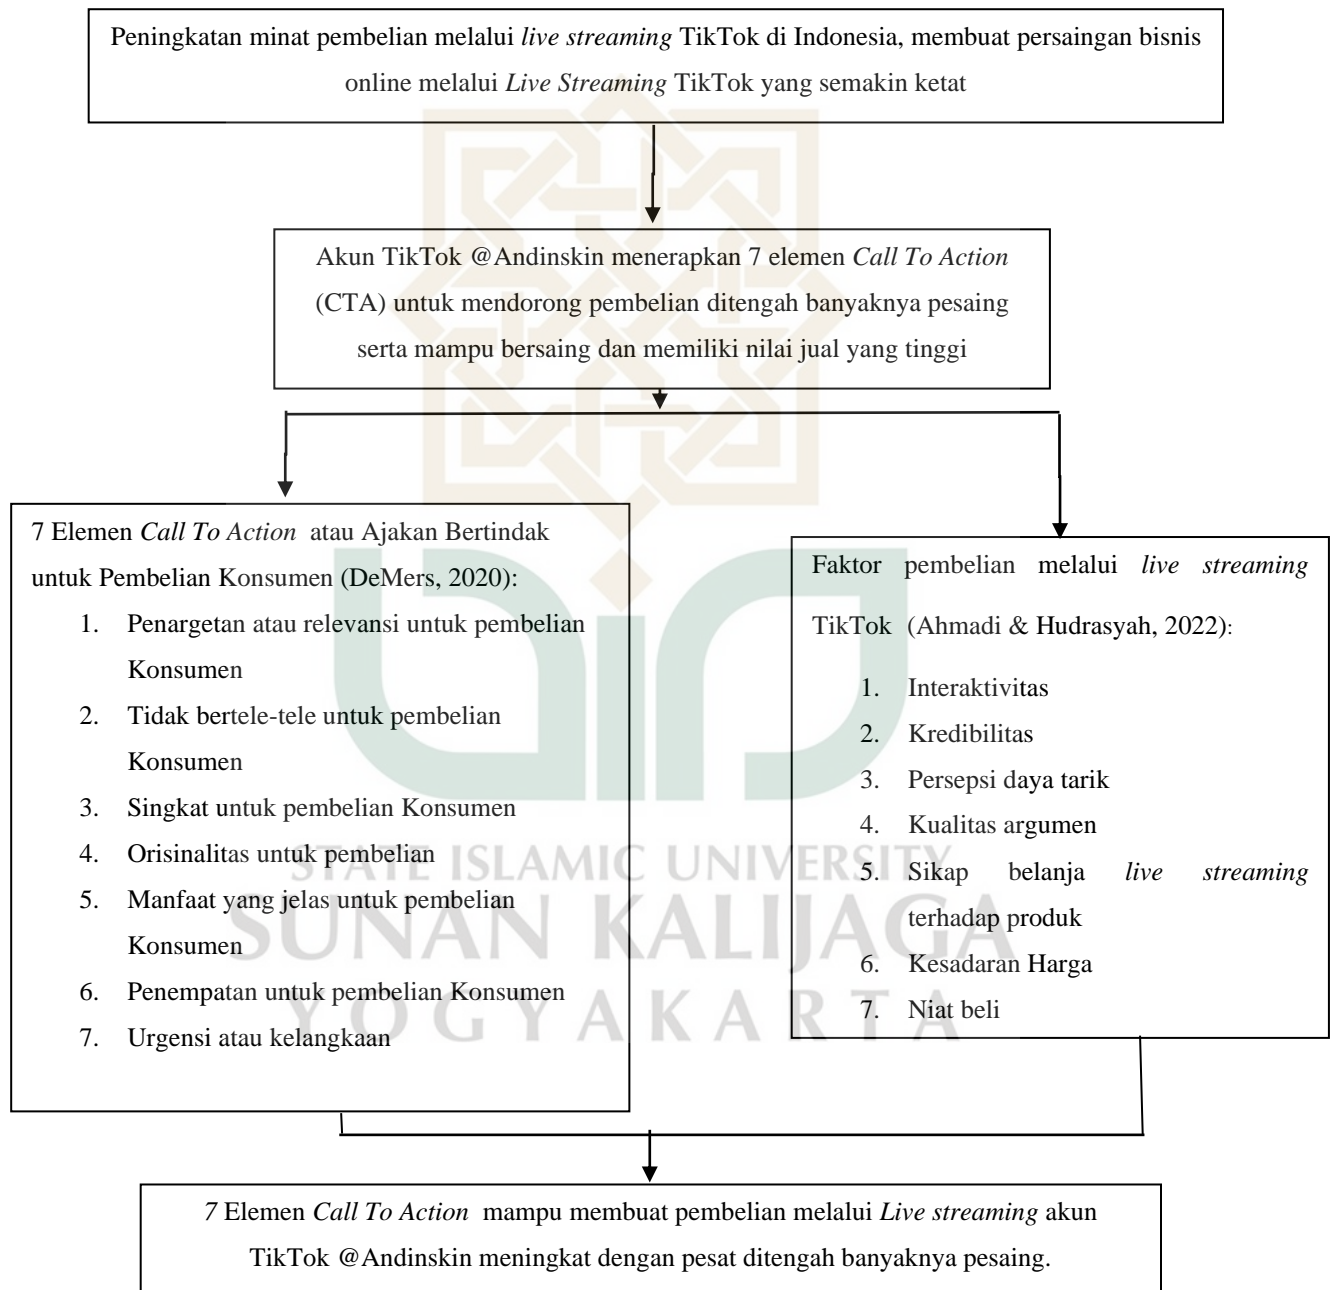 Peningkatan minat pembelian melalui live streaming TikTok di Indonesia, membuat persaingan bisnis
online melalui Live Streaming TikTok yang semakin ketat
Akun TikTok @Andinskin menerapkan 7 elemen Call To Action
(CTA) untuk mendorong pembelian ditengah banyaknya pesaing
serta mampu bersaing dan memiliki nilai jual yang tinggi
7 Elemen Call To Action atau Ajakan Bertindak
untuk Pembelian Konsumen (DeMers, 2020):
1. Penargetan atau relevansi untuk pembelian
Konsumen
2. Tidak bertele-tele untuk pembelian
Konsumen
3. Singkat untuk pembelian Konsumen
4. Orisinalitas untuk pembelian
5. Manfaat yang jelas untuk pembelian
Konsumen
6. Penempatan untuk pembelian Konsumen
7. Urgensi atau kelangkaan
Faktor pembelian melalui live streaming
TikTok (Ahmadi & Hudrasyah, 2022):
1. Interaktivitas
2. Kredibilitas
3. Persepsi daya tarik
4. Kualitas argumen
5. Sikap belanja live streaming
terhadap produk
6. Kesadaran Harga
7. Niat beli
STATE ISLAMIC UNIVERSITY
SUNAN KALIJAGA
YOGYAKARTA
7 Elemen Call To Action mampu membuat pembelian melalui Live streaming akun
TikTok @Andinskin meningkat dengan pesat ditengah banyaknya pesaing.